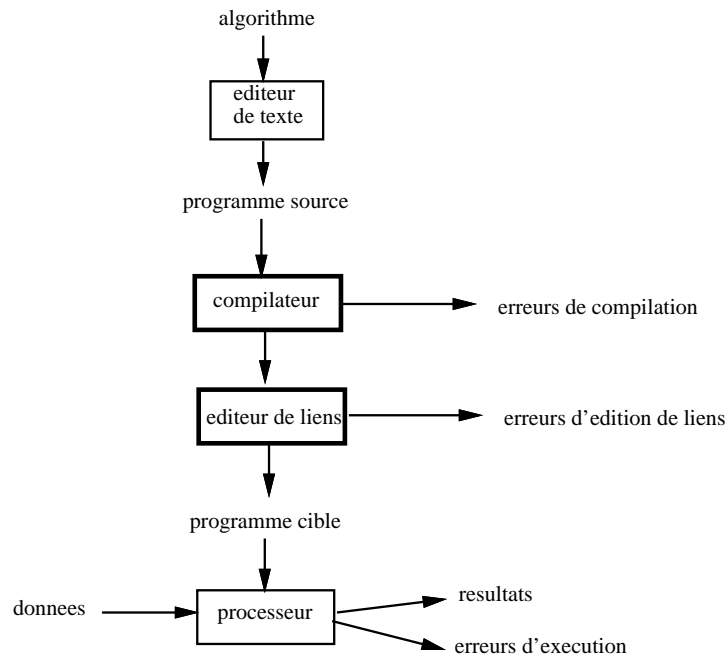 algorithme
editeur
de texte
programme source
compilateur
erreurs de compilation
editeur de liens
erreurs d’edition de liens
programme cible
donnees
processeur
resultats
erreurs d’execution